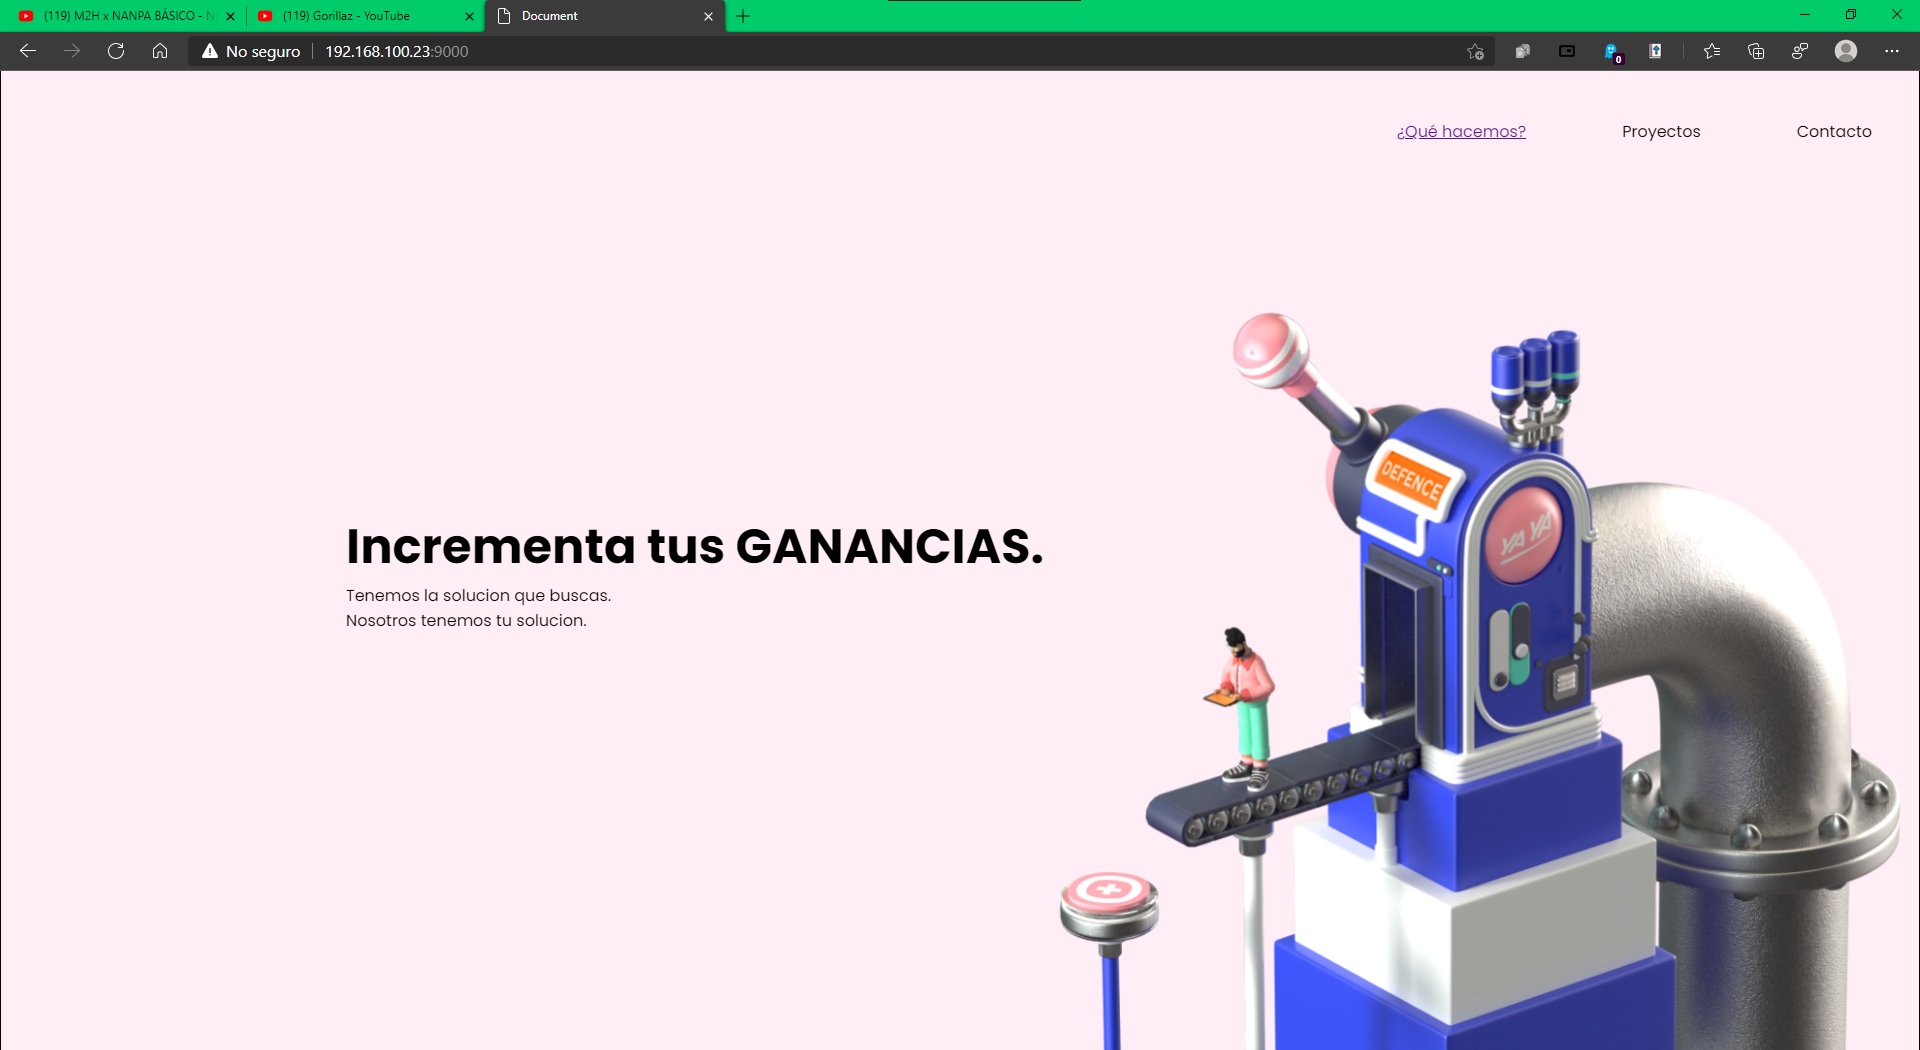 (119) M2H x NANPA BÁSICO - N
(119) Gorillaz - YouTube
Document
No seguro
192.168.100.23:9000
0
¿Qué hacemos?
Proyectos
Contacto
DEFENCE
YA YA
Incrementa tus GANANCIAS.
Tenemos la solucion que buscas.
Nosotros tenemos tu solucion.